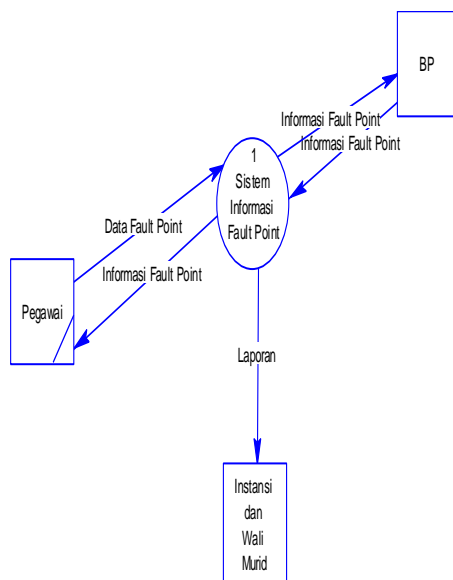 BP
Informasi Fault Point
Informasi Fault Point
1
Sistem
Informasi
Fault Point
Data Fault Point
Informasi Fault Point
Pegawai
Laporan
Instansi
dan
Wali
Murid